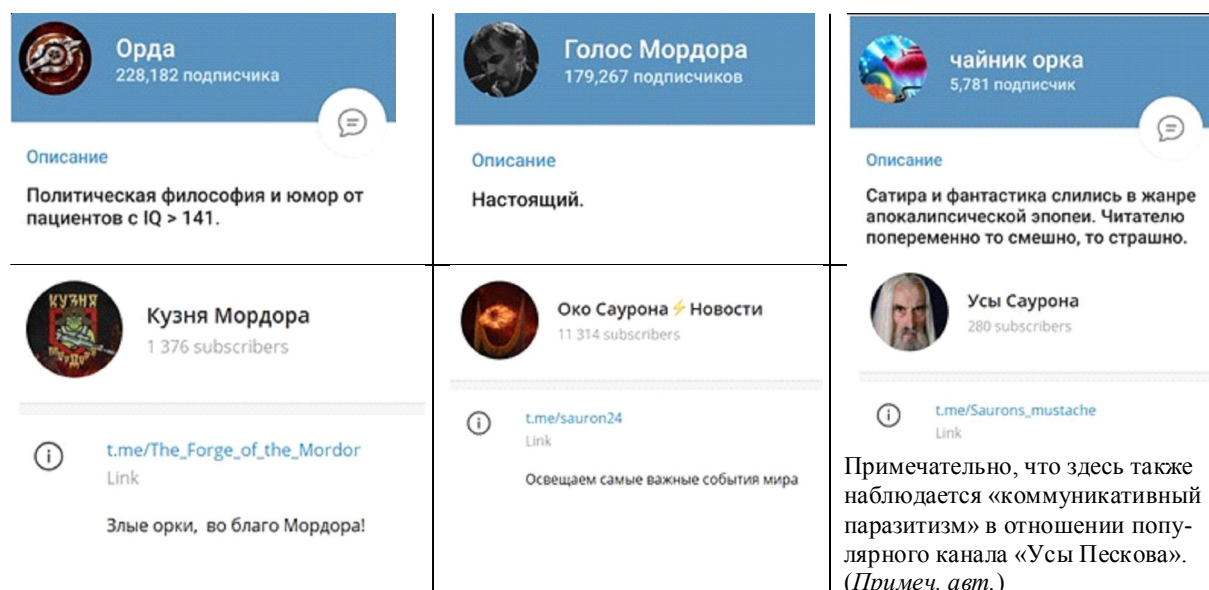 Орда
228,182 подписчика
Описание
Политическая философия и юмор от
пациентов с IQ > 141.
Голос Мордора
179,267 подписчиков
Описание
Настоящий.
чайник орка
5,781 подписчик
Описание
Сатира и фантастика слились в жанре
апокалипсической эпопеи. Читателю
попеременно то смешно, то страшно.
КУЗНЯ
МОРДОРА
Кузня Мордора
1 376 subscribers
t.me/The_Forge_of_the_Mordor
Link
Злые орки, во благо Мордора!
Око Саурона⚡Новости
11 314 subscribers
t.me/sauron24
Link
Освещаем самые важные события мира
Усы Саурона
280 subscribers
t.me/Saurons_mustache
Link
Примечательно, что здесь также
наблюдается «коммуникативный
паразитизм» в отношении попу-
лярного канала «Усы Пескова».
(Примеч. авт.)